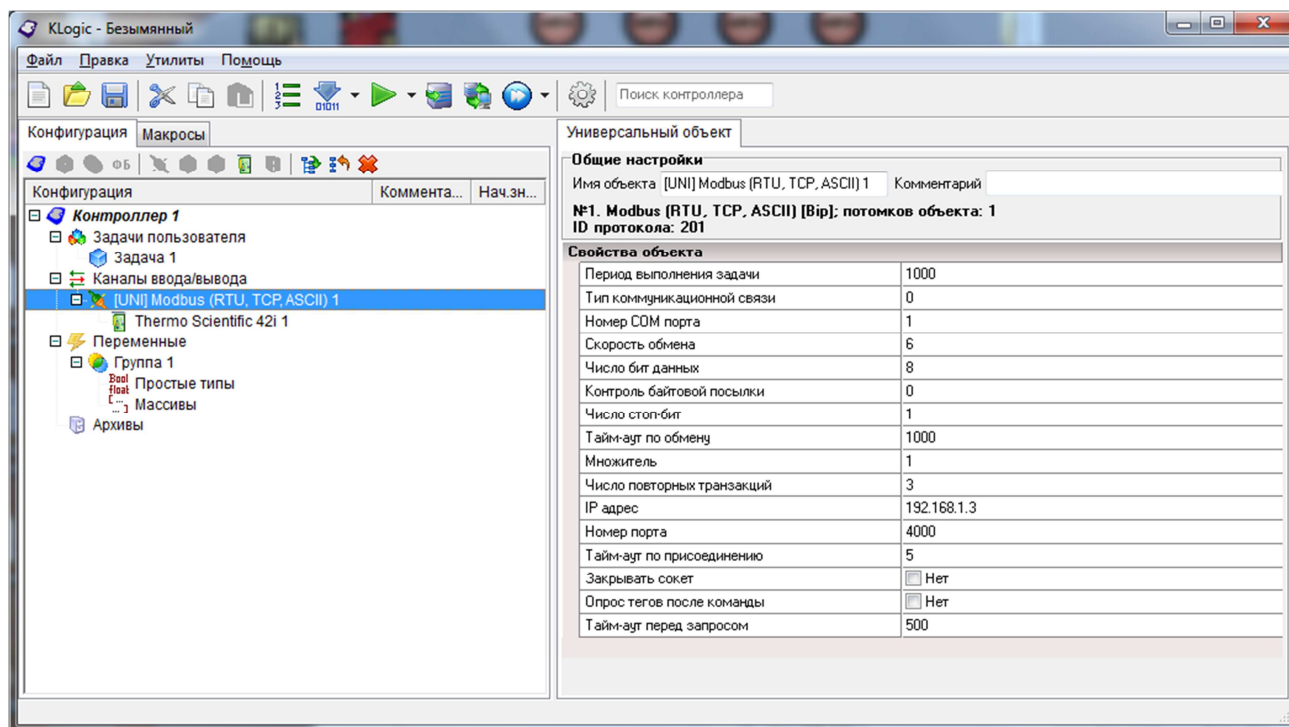 KLogic - Безымянный
Файл Правка Утилиты Помощь
Поиск контроллера
Конфигурация Макросы
ФБ
Конфигурация Коммента... Нач.зн...
Контроллер 1
Задачи пользователя
Задача 1
Каналы ввода/вывода
[UNI] Modbus (RTU, TCP, ASCII) 1
Thermo Scientific 42i 1
Переменные
Группа 1
Bool float Простые типы
[...] Массивы
Архивы
Универсальный объект
Общие настройки
Имя объекта [UNI] Modbus (RTU, TCP, ASCII) 1 Комментарий
№1. Modbus (RTU, TCP, ASCII) [Bip]; потомков объекта: 1
ID протокола: 201
Свойства объекта
Период выполнения задачи 1000
Тип коммуникационной связи 0
Номер COM порта 1
Скорость обмена 6
Число бит данных 8
Контроль байтовой посылки 0
Число стоп-бит 1
Тайм-аут по обмену 1000
Множитель 1
Число повторных транзакций 3
IP адрес 192.168.1.3
Номер порта 4000
Тайм-аут по присоединению 5
Закрывать сокет Нет
Опрос тегов после команды Нет
Тайм-аут перед запросом 500